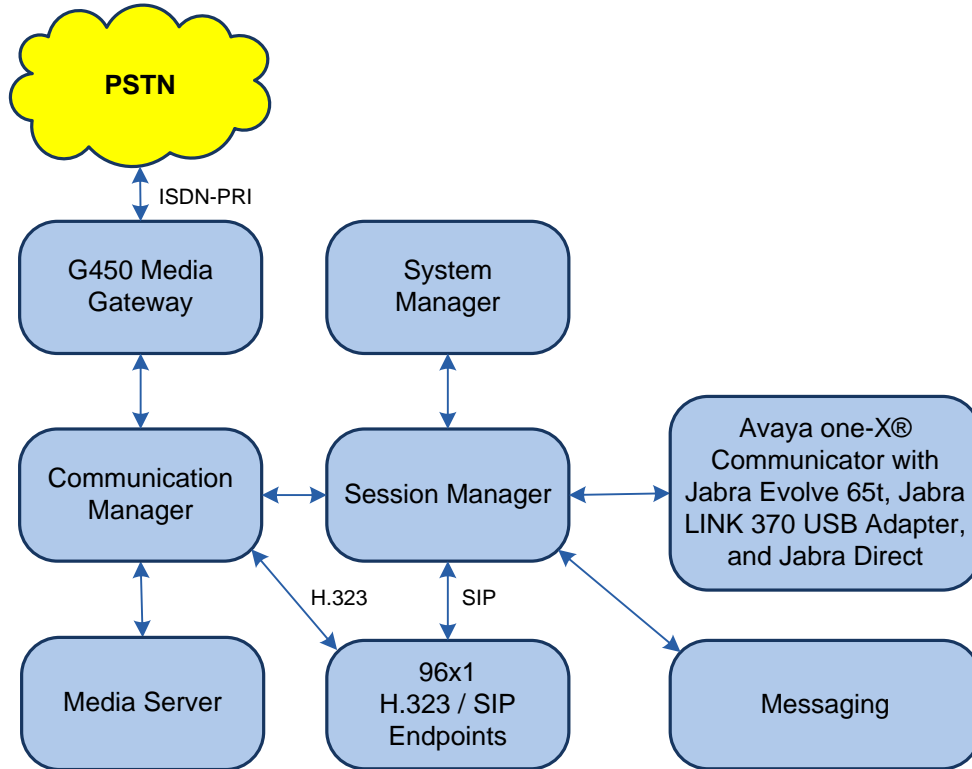 PSTN
ISDN-PRI
G450 Media
Gateway
System
Manager
Communication
Manager
Session Manager
Avaya one-X®
Communicator with
Jabra Evolve 65t, Jabra
LINK 370 USB Adapter,
and Jabra Direct
H.323
SIP
Media Server
96x1
H.323 / SIP
Endpoints
Messaging